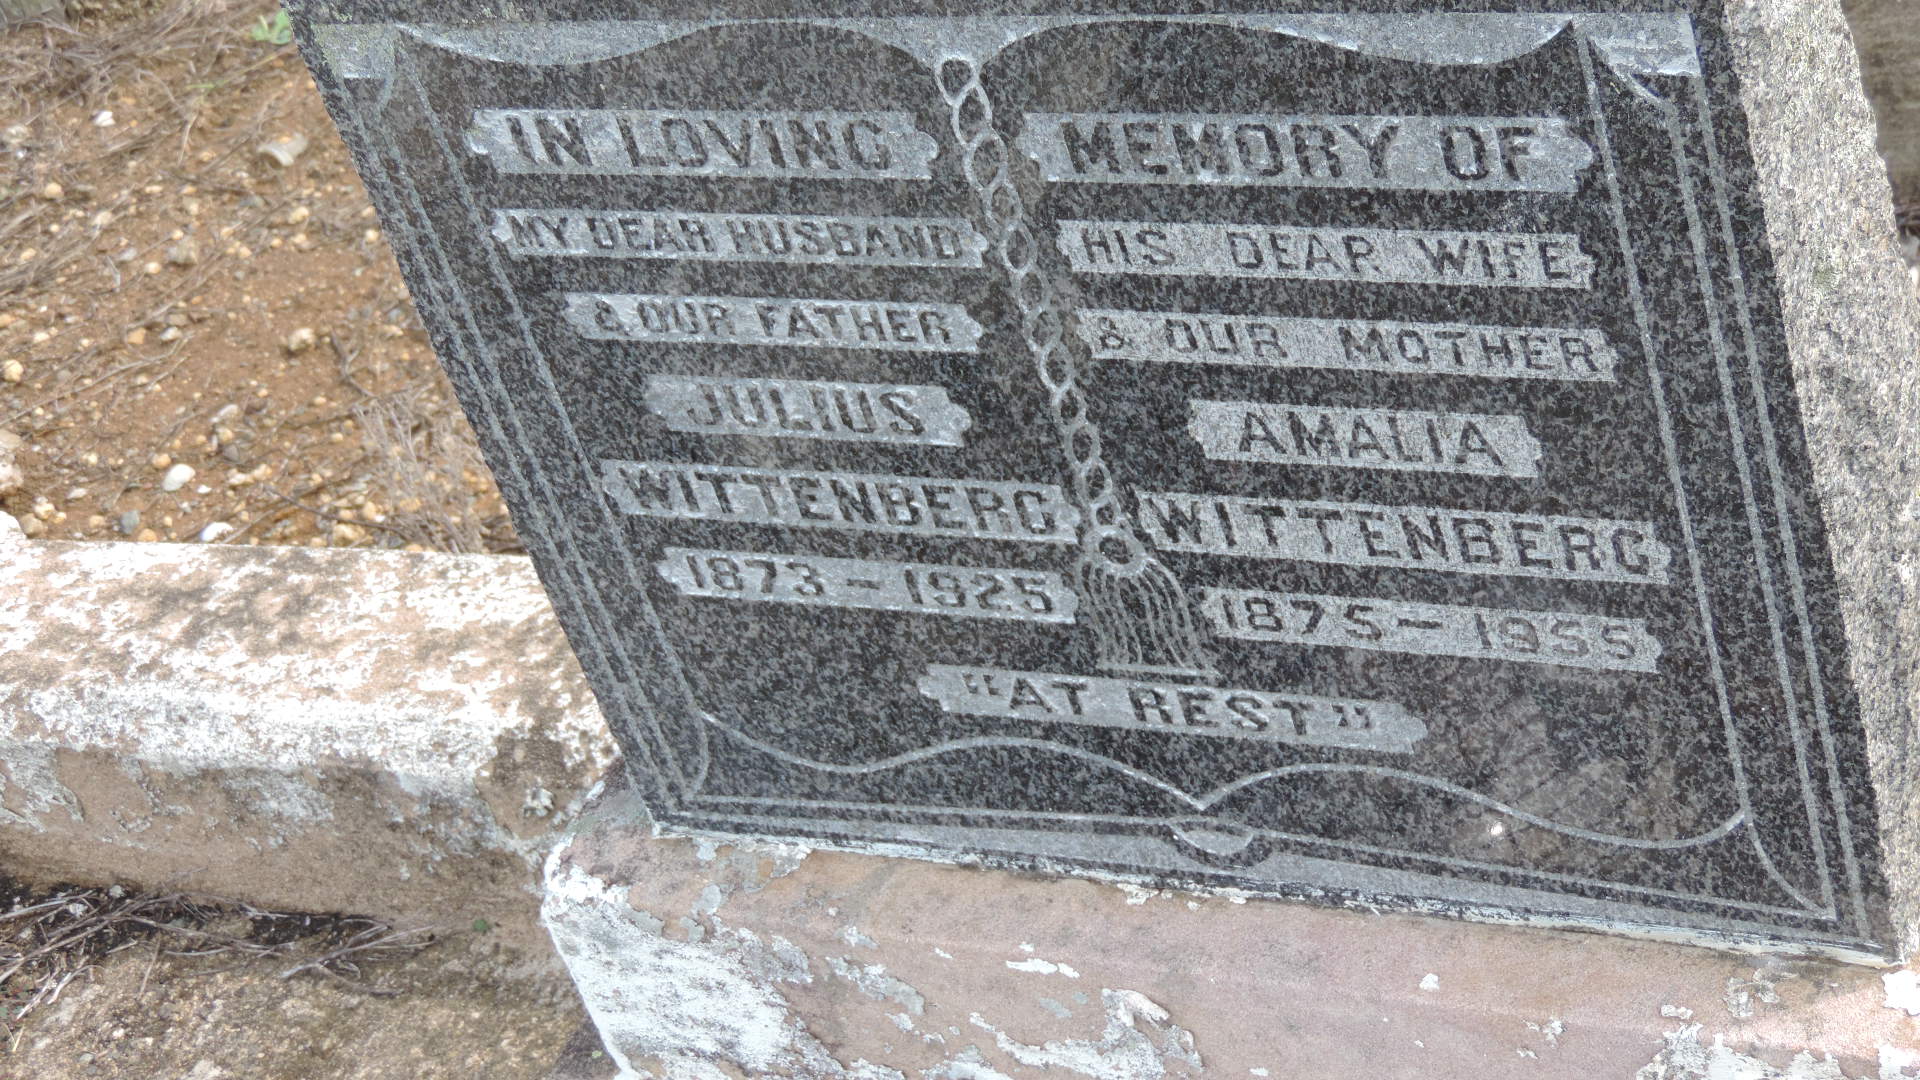 IN LOVING MEMORY OF
MY DEAR HUSBAND
& OUR FATHER
JULIUS
WITTENBERG
1873 - 1925
HIS DEAR WIFE
& OUR MOTHER
AMALIA
WITTENBERG
1875 - 1955
"AT REST"